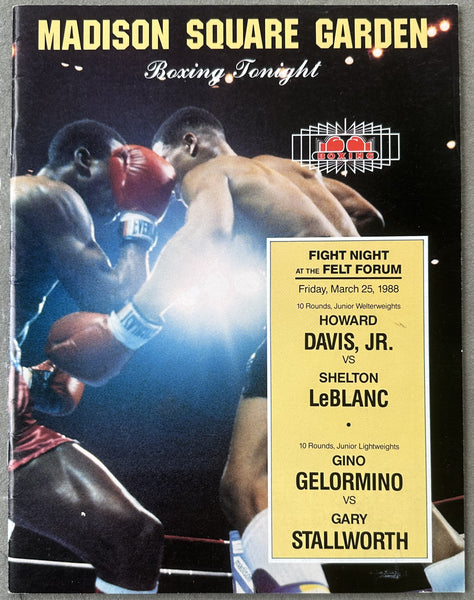 MADISON SQUARE GARDEN
Boxing Tonight
BOXING
FIGHT NIGHT
AT THE FELT FORUM
Friday, March 25, 1988
10 Rounds, Junior Welterweights
HOWARD
DAVIS, JR.
VS
SHELTON
LeBLANC
•
10 Rounds, Junior Lightweights
GINO
GELORMINO
VS
GARY
STALLWORTH